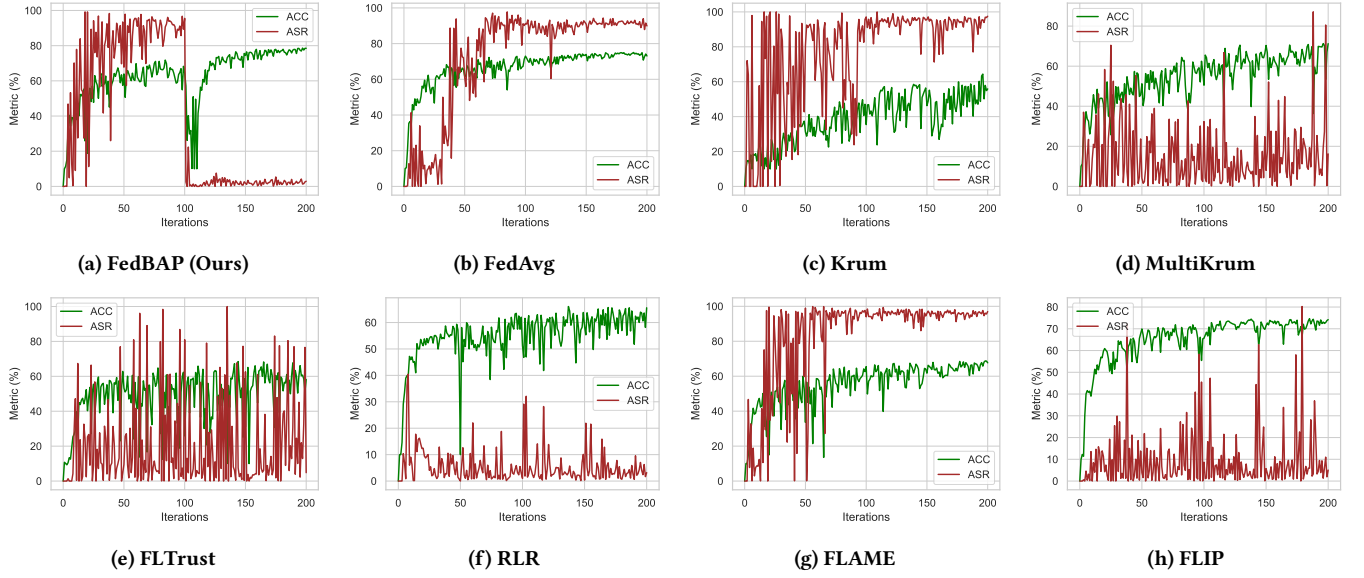 100
80
60
40
20
0
Metric (%)
ACC
ASR
0 50 100 150 200
Iterations
(a) FedBAP (Ours)
100
80
60
40
20
0
Metric (%)
ACC
ASR
0 50 100 150 200
Iterations
(b) FedAvg
100
80
60
40
20
0
Metric (%)
ACC
ASR
0 50 100 150 200
Iterations
(c) Krum
80
60
40
20
0
Metric (%)
ACC
ASR
0 50 100 150 200
Iterations
(d) MultiKrum
100
80
60
40
20
0
Metric (%)
ACC
ASR
0 50 100 150 200
Iterations
(e) FLTrust
60
50
40
30
20
10
0
Metric (%)
ACC
ASR
0 50 100 150 200
Iterations
(f) RLR
100
80
60
40
20
0
Metric (%)
ACC
ASR
0 50 100 150 200
Iterations
(g) FLAME
80
70
60
50
40
30
20
10
0
Metric (%)
ACC
ASR
0 50 100 150 200
Iterations
(h) FLIP